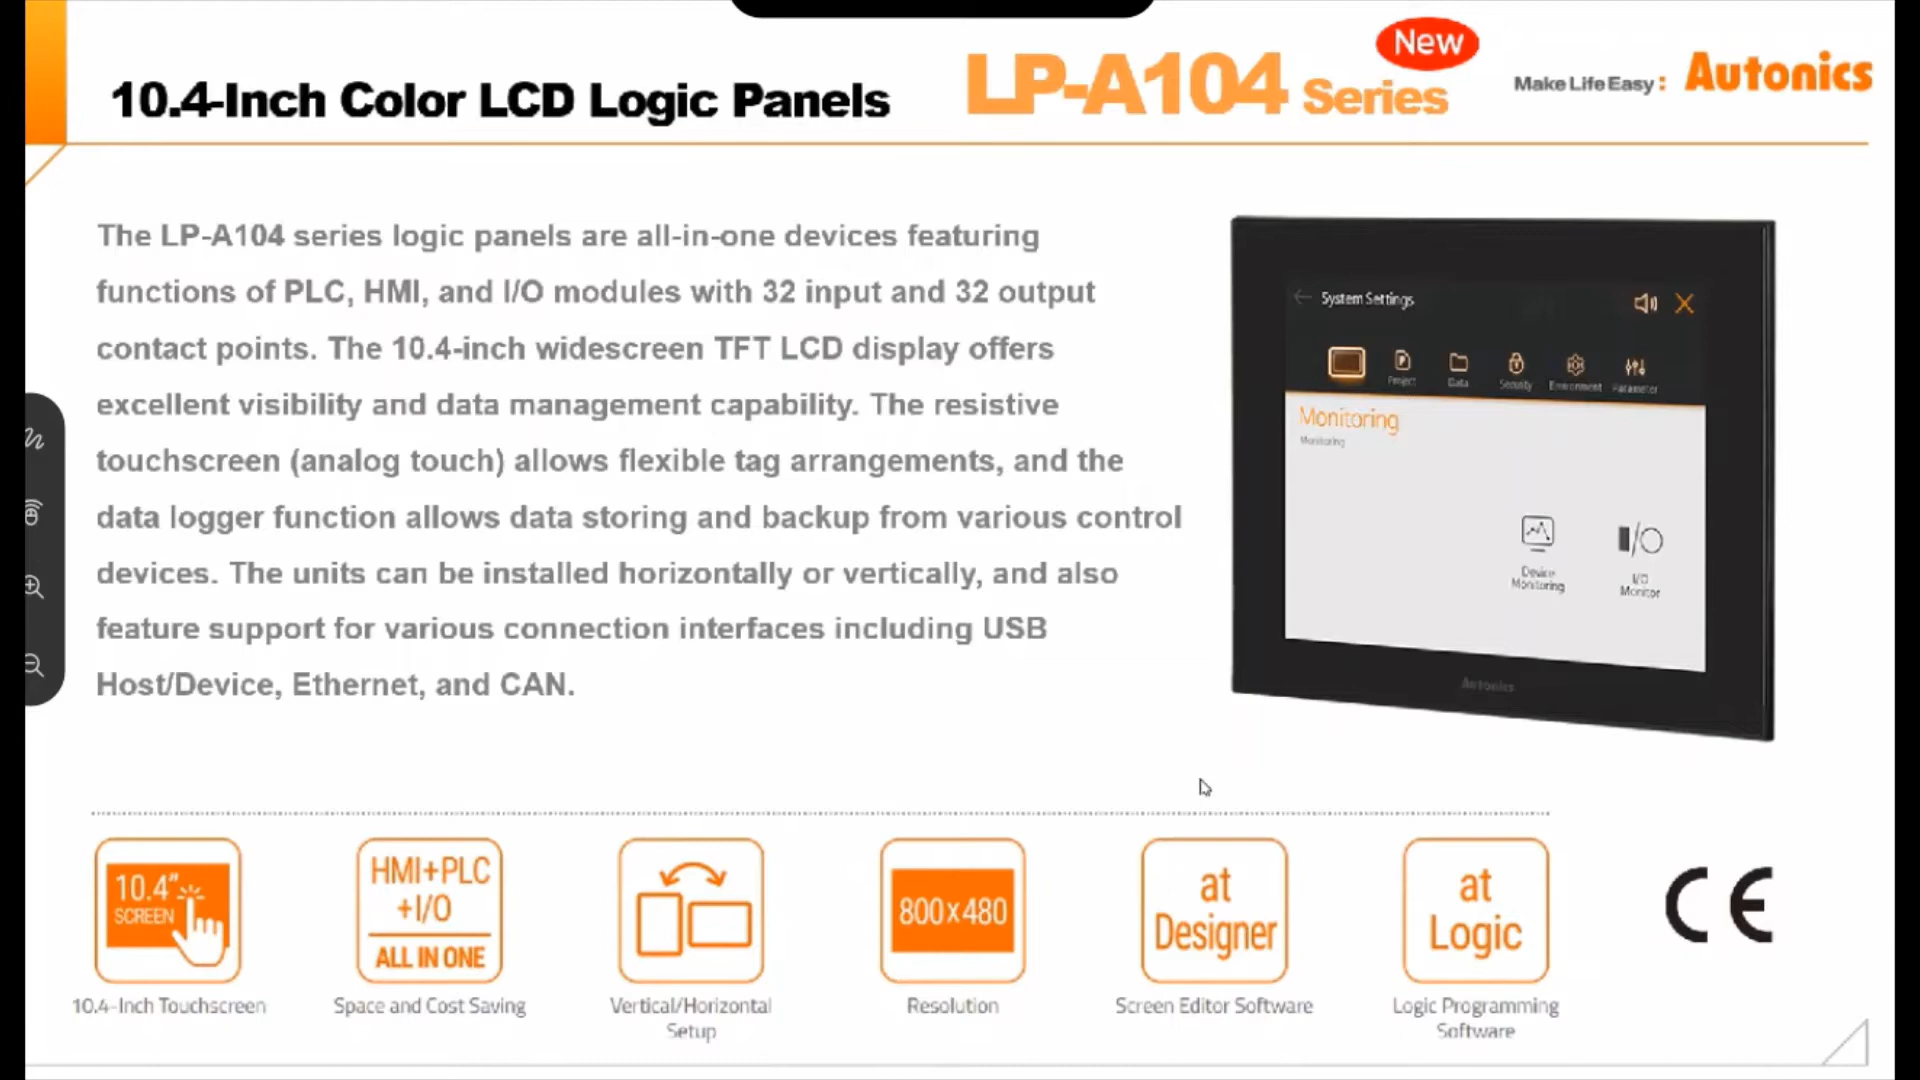 New
10.4-Inch Color LCD Logic Panels
LP-A104 Series
Make Life Easy: Autonics
The LP-A104 series logic panels are all-in-one devices featuring
functions of PLC, HMI, and I/O modules with 32 input and 32 output
contact points. The 10.4-inch widescreen TFT LCD display offers
excellent visibility and data management capability. The resistive
touchscreen (analog touch) allows flexible tag arrangements, and the
data logger function allows data storing and backup from various control
devices. The units can be installed horizontally or vertically, and also
feature support for various connection interfaces including USB
Host/Device, Ethernet, and CAN.
System Settings
Project Data Security Environment Parameter
Monitoring
Monitoring
Device
Monitoring
I/O
I/O
Monitor
Autonics
10.4"
SCREEN
10.4-Inch Touchscreen
HMI+PLC
+I/O
ALL IN ONE
Space and Cost Saving
Vertical/Horizontal
Setup
800x480
Resolution
at
Designer
Screen Editor Software
at
Logic
Logic Programming
Software
CE